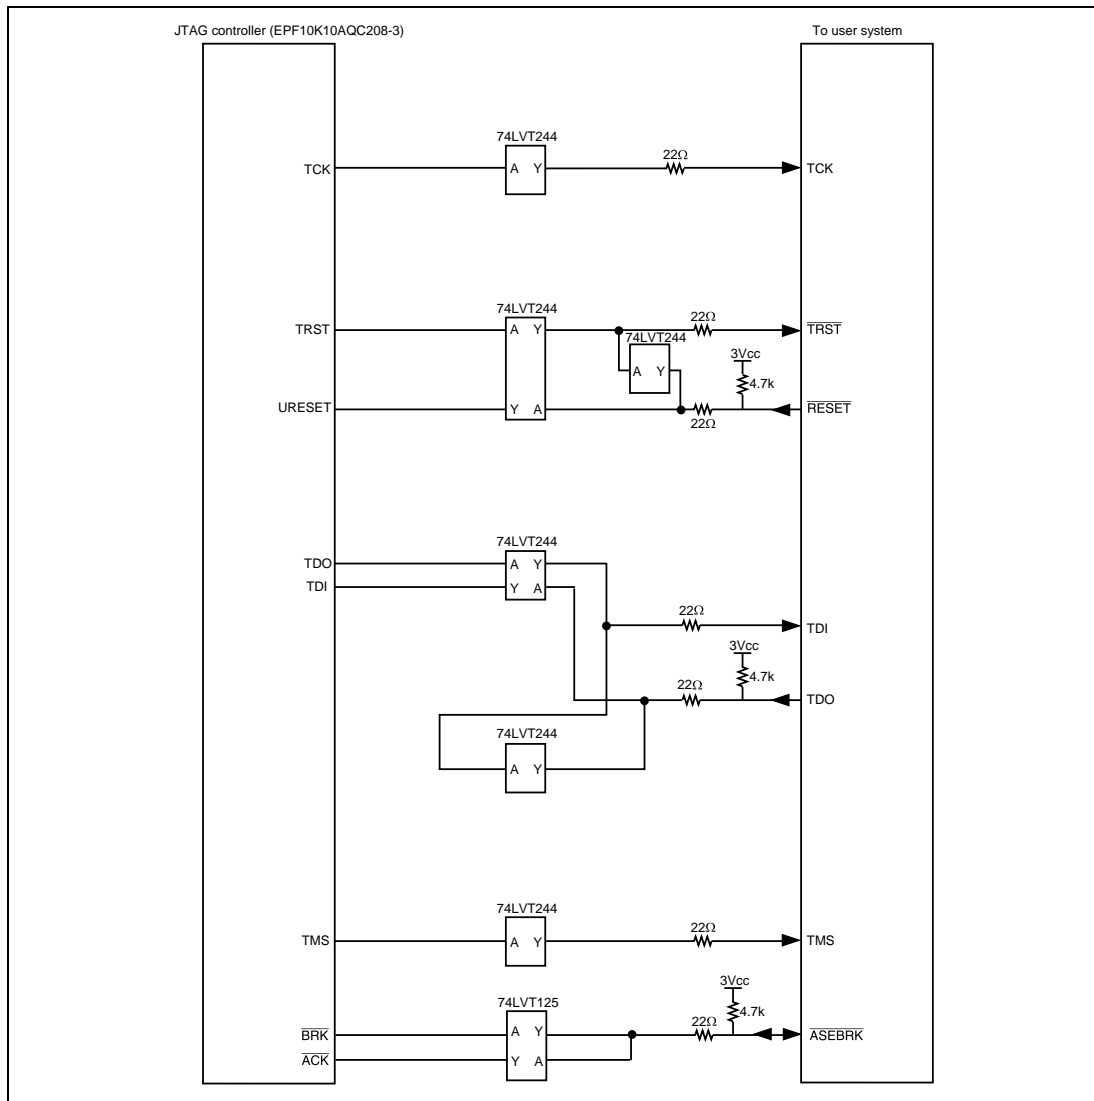 JTAG controller (EPF10K10AQC208-3)
To user system
74LVT244
22Ω
TCK
A Y
TCK
74LVT244
22Ω
TRST
A Y
TRST
74LVT244
3Vcc
A Y
4.7k
URESET
Y A
RESET
22Ω
74LVT244
TDO
A Y
TDI
Y A
22Ω
TDI
3Vcc
4.7k
22Ω
TDO
74LVT244
A Y
74LVT244
22Ω
TMS
A Y
TMS
3Vcc
74LVT125
4.7k
22Ω
BRK
A Y
ASEBRK
ACK
Y A